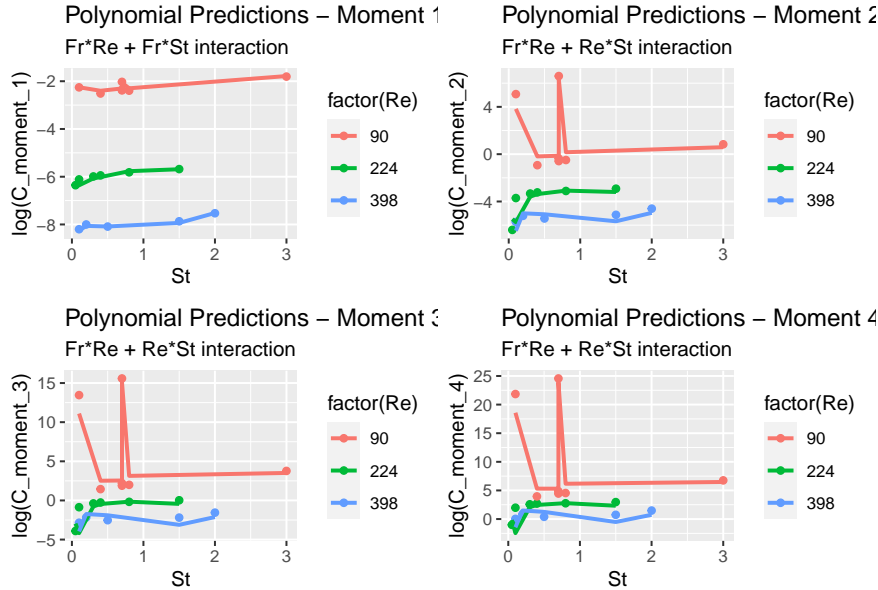 Polynomial Predictions – Moment 1
Fr*Re + Fr*St interaction
log(C_moment_1)
−2
−4
−6
−8
0 1 2 3
St
factor(Re)
90
224
398
Polynomial Predictions – Moment 2
Fr*Re + Re*St interaction
log(C_moment_2)
4
0
−4
0 1 2 3
St
factor(Re)
90
224
398
Polynomial Predictions – Moment 3
Fr*Re + Re*St interaction
log(C_moment_3)
15
10
5
0
−5
0 1 2 3
St
factor(Re)
90
224
398
Polynomial Predictions – Moment 4
Fr*Re + Re*St interaction
log(C_moment_4)
25
20
15
10
5
0
0 1 2 3
St
factor(Re)
90
224
398